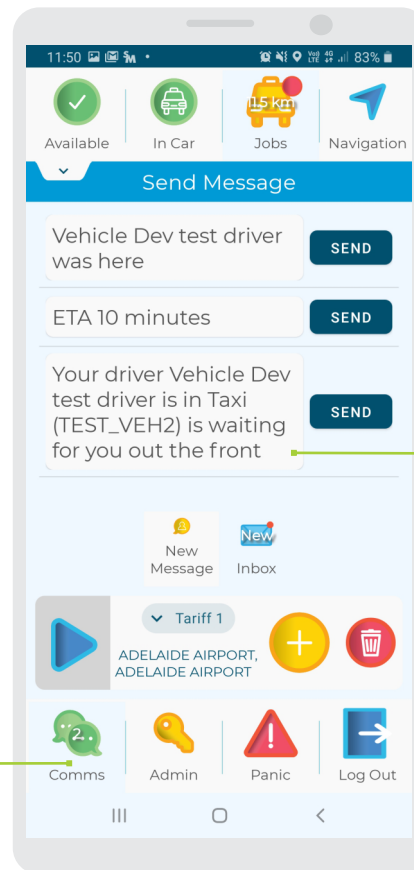 11:50
Vo)) LTE 4G 83%
1.5 km
Available In Car Jobs Navigation
Send Message
Vehicle Dev test driver
was here
SEND
ETA 10 minutes
SEND
Your driver Vehicle Dev
test driver is in Taxi
(TEST_VEH2) is waiting
for you out the front
SEND
New
New
Message
Inbox
Tariff 1
ADELAIDE AIRPORT,
ADELAIDE AIRPORT
2
Comms Admin Panic Log Out